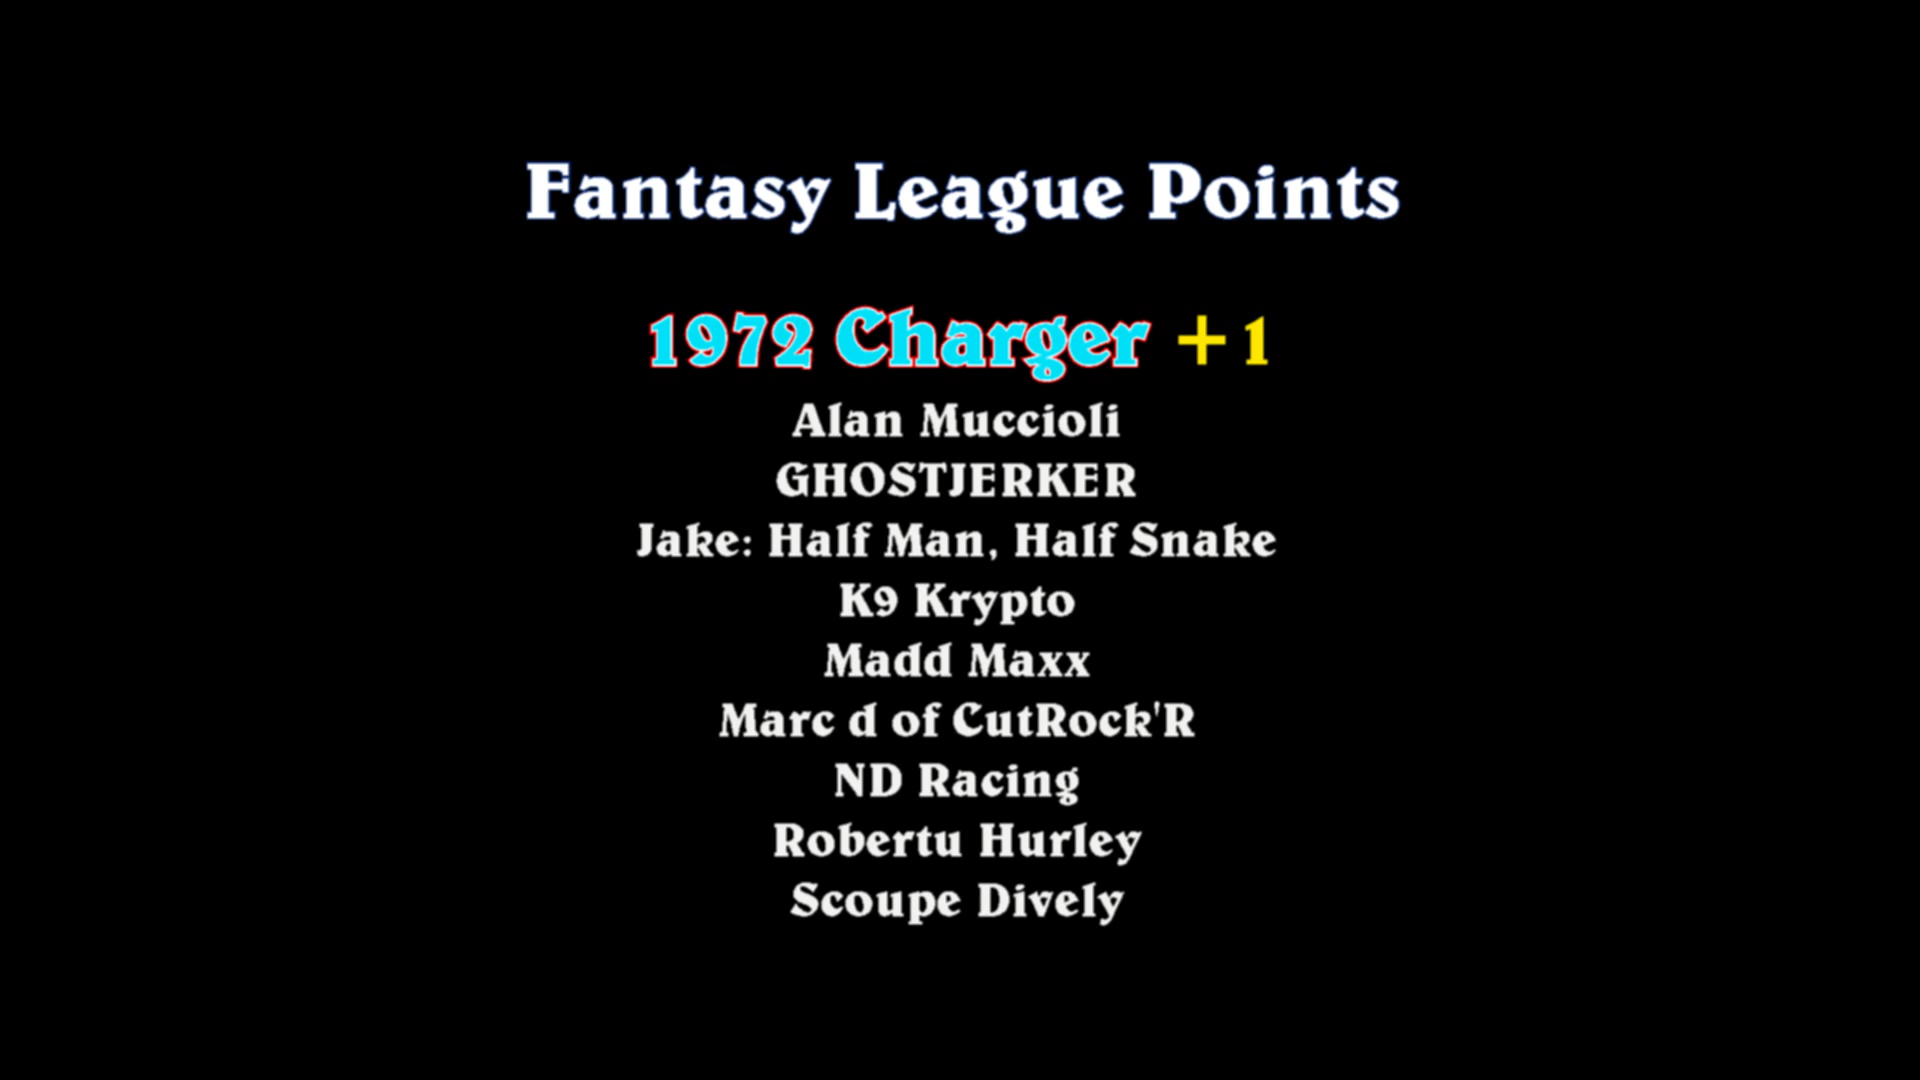 Fantasy League Points
1972 Charger +1
Alan Muccioli
GHOSTJERKER
Jake: Half Man, Half Snake
K9 Krypto
Madd Maxx
Marc d of CutRock'R
ND Racing
Robertu Hurley
Scoupe Dively